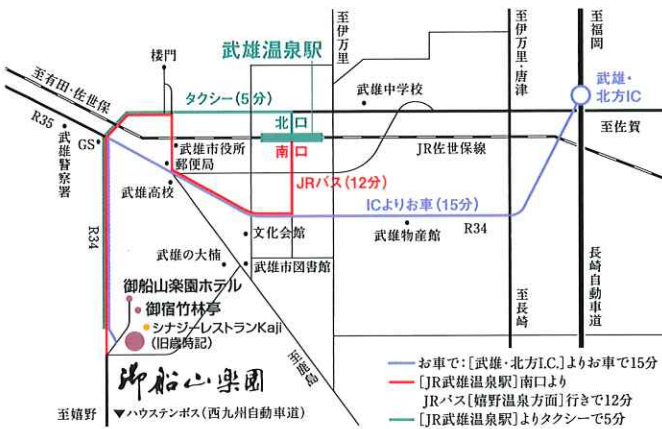 至福岡
至伊万里
至伊万里・唐津
武雄温泉駅
楼門
至有田・佐世保
タクシー(5分)
武雄中学校
武雄・
北方IC
北口
南口
至佐賀
R35
武雄警察署
GS
武雄市役所
郵便局
JR佐世保線
武雄高校
JRバス(12分)
ICよりお車(15分)
R34
文化会館
武雄物産館
R34
武雄の大楠
武雄市図書館
長崎自動車道
至長崎
御船山楽園ホテル
御宿竹林亭
シナジーレストランKaji
(旧歳時記)
至鹿島
御船山楽園
至嬉野
▼ハウステンボス(西九州自動車道)
お車で:[武雄・北方I.C.]よりお車で15分
[JR武雄温泉駅]南口より
JRバス[嬉野温泉方面]行きで12分
[JR武雄温泉駅]よりタクシーで5分